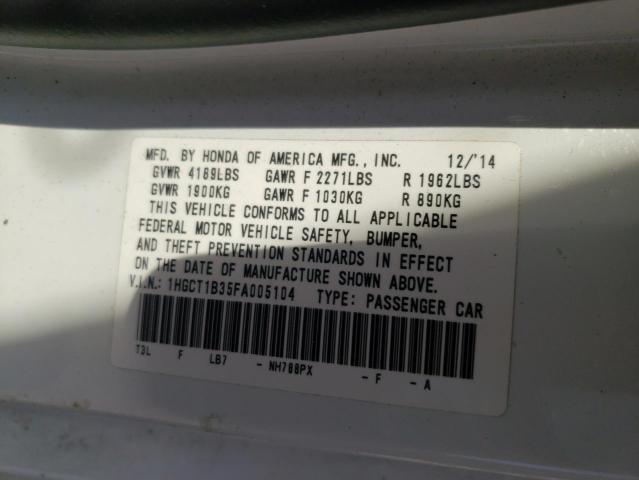 MFD. BY HONDA OF AMERICA MFG., INC. 12/'14
GVWR 4189LBS GAWR F 2271LBS R 1962LBS
GVWR 1900KG GAWR F 1030KG R 890KG
THIS VEHICLE CONFORMS TO ALL APPLICABLE
FEDERAL MOTOR VEHICLE SAFETY, BUMPER,
AND THEFT PREVENTION STANDARDS IN EFFECT
ON THE DATE OF MANUFACTURE SHOWN ABOVE.
V.I.N.: 1HGCT1B35FA005104 TYPE: PASSENGER CAR
T3L F LB7 - NH788PX - F - A